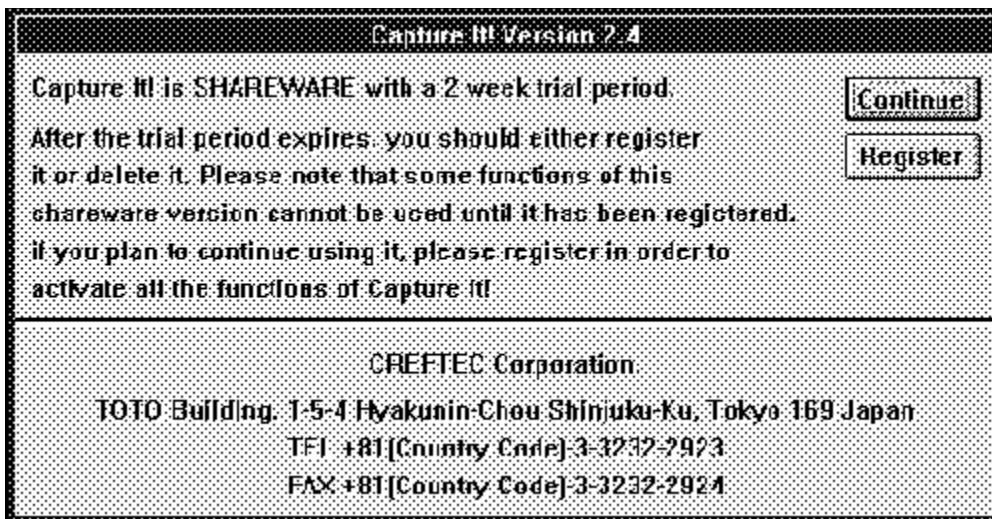 Capture It! Version 2.4
Capture It! is SHAREWARE with a 2 week trial period.
Continue
After the trial period expires, you should either register
Register
it or delete it. Please note that some functions of this
shareware version cannot be used until it has been registered.
if you plan to continue using it, please register in order to
activate all the functions of Capture It!
CREFTEC Corporation.
TOTO Building, 1-5-4 Hyakunin-Chou Shinjuku-Ku, Tokyo 169 Japan
TEL +81(Country Code)-3-3232-2923
FAX +81(Country Code)-3-3232-2924